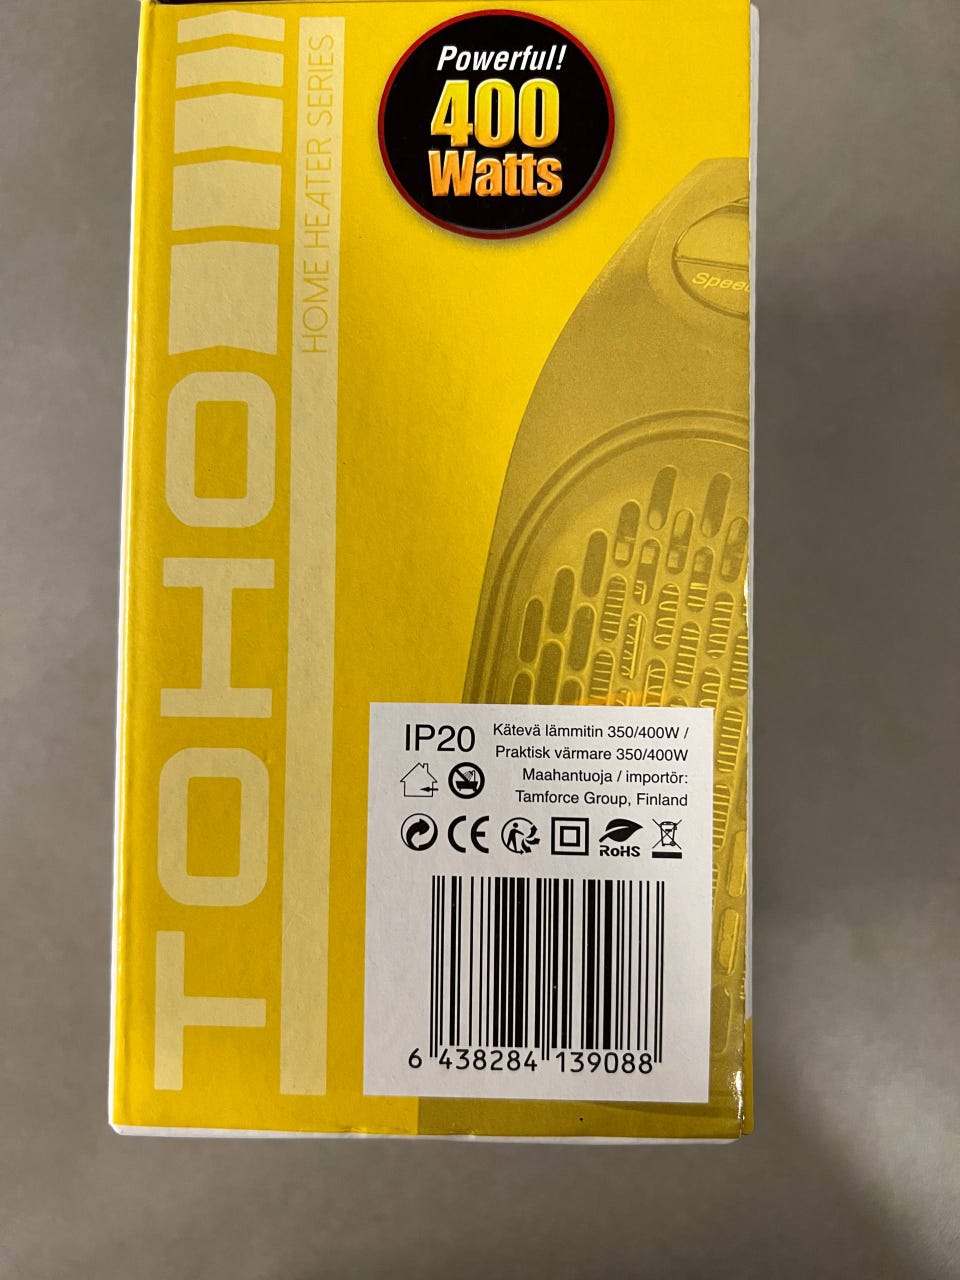 Powerful!
400
Watts
HOME HEATER SERIES
TOHO
IP20
Kätevä lämmitin 350/400W /
Praktisk värmare 350/400W
Maahantuoja / importör:
Tamforce Group, Finland
CE
RoHS
6 438284 139088